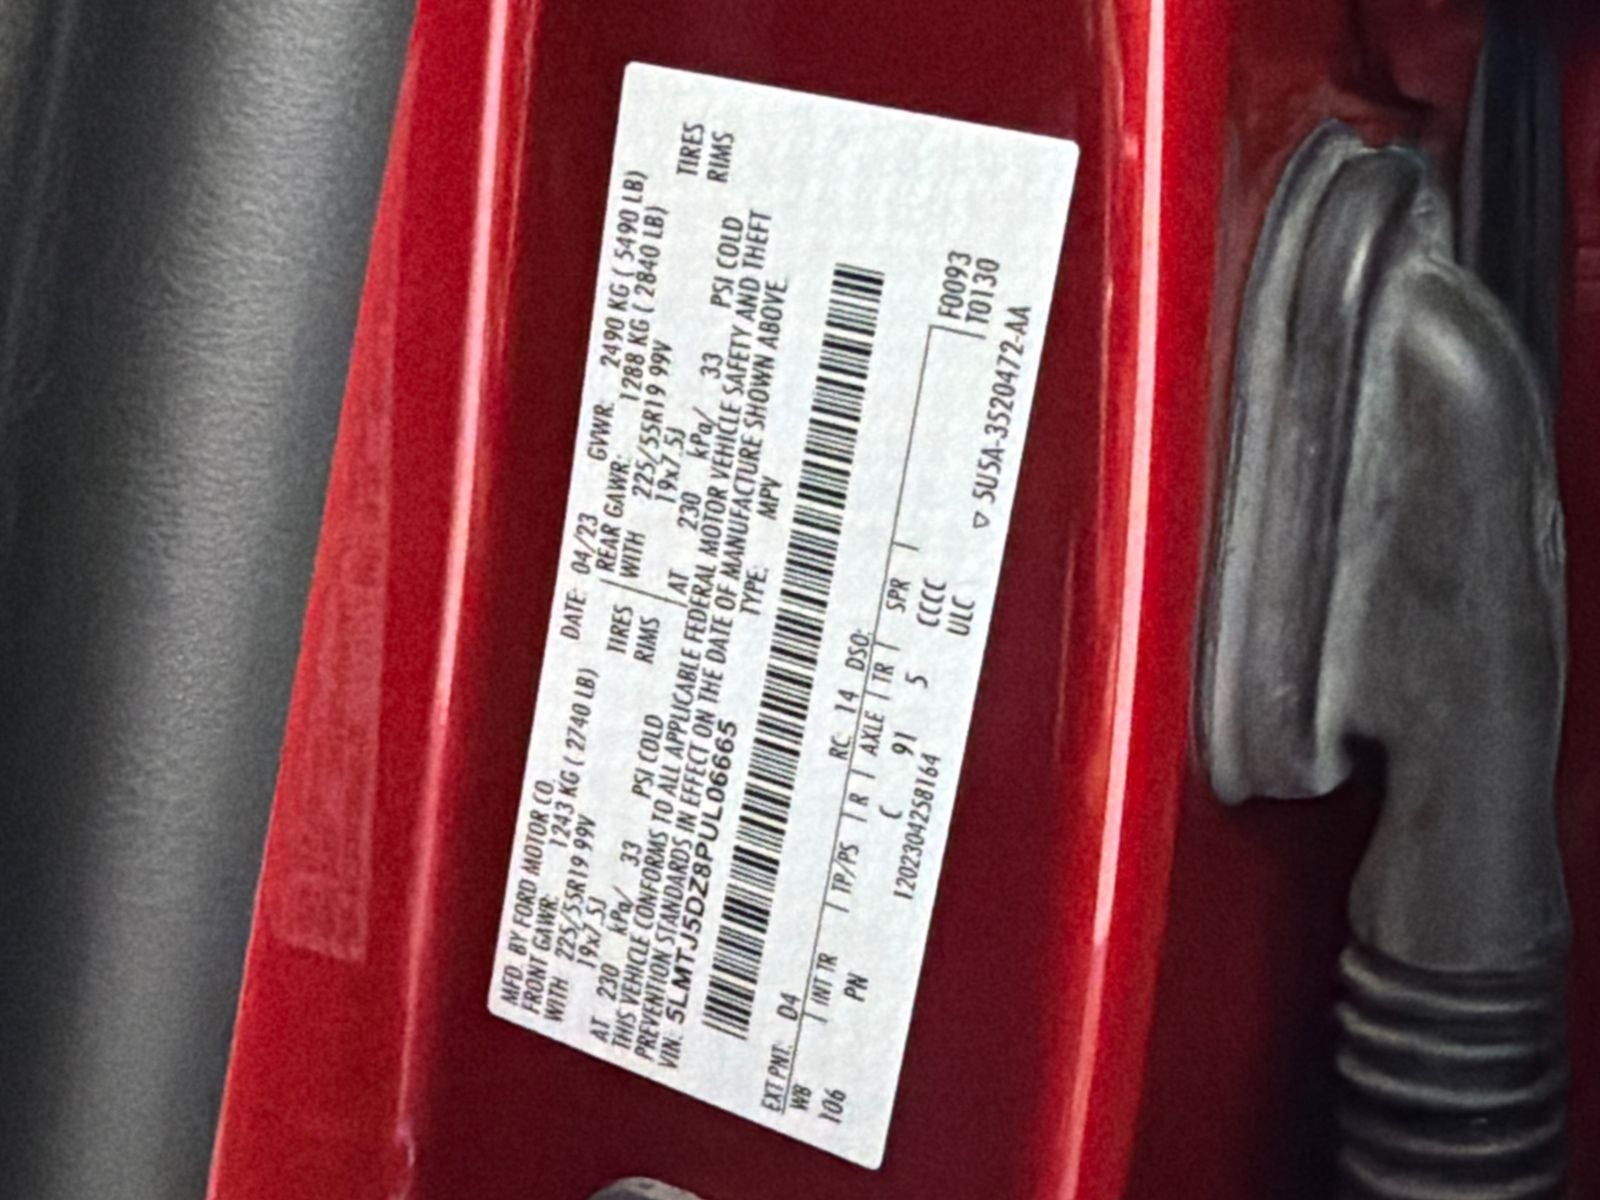 MFD. BY FORD MOTOR CO. DATE: 04/23 GVWR: 2490 KG ( 5490 LB)
FRONT GAWR: 1243 KG ( 2740 LB) REAR GAWR: 1288 KG ( 2840 LB)
WITH 225/55R19 99V TIRES WITH 225/55R19 99V TIRES
19x7.5J RIMS 19x7.5J RIMS
AT 230 kPa/ 33 PSI COLD AT 230 kPa/ 33 PSI COLD
THIS VEHICLE CONFORMS TO ALL APPLICABLE FEDERAL MOTOR VEHICLE SAFETY AND THEFT
PREVENTION STANDARDS IN EFFECT ON THE DATE OF MANUFACTURE SHOWN ABOVE.
VIN: 5LMTJ5DZ8PUL06665 TYPE: MPV
EXT PNT: D4 RC: 14 DSO: F0093
WB INT TR TP/PS R AXLE TR SPR T0130
106 PN C 91 5 CCCC
1202304258164 ULC ▽ 5U5A-3520472-AA